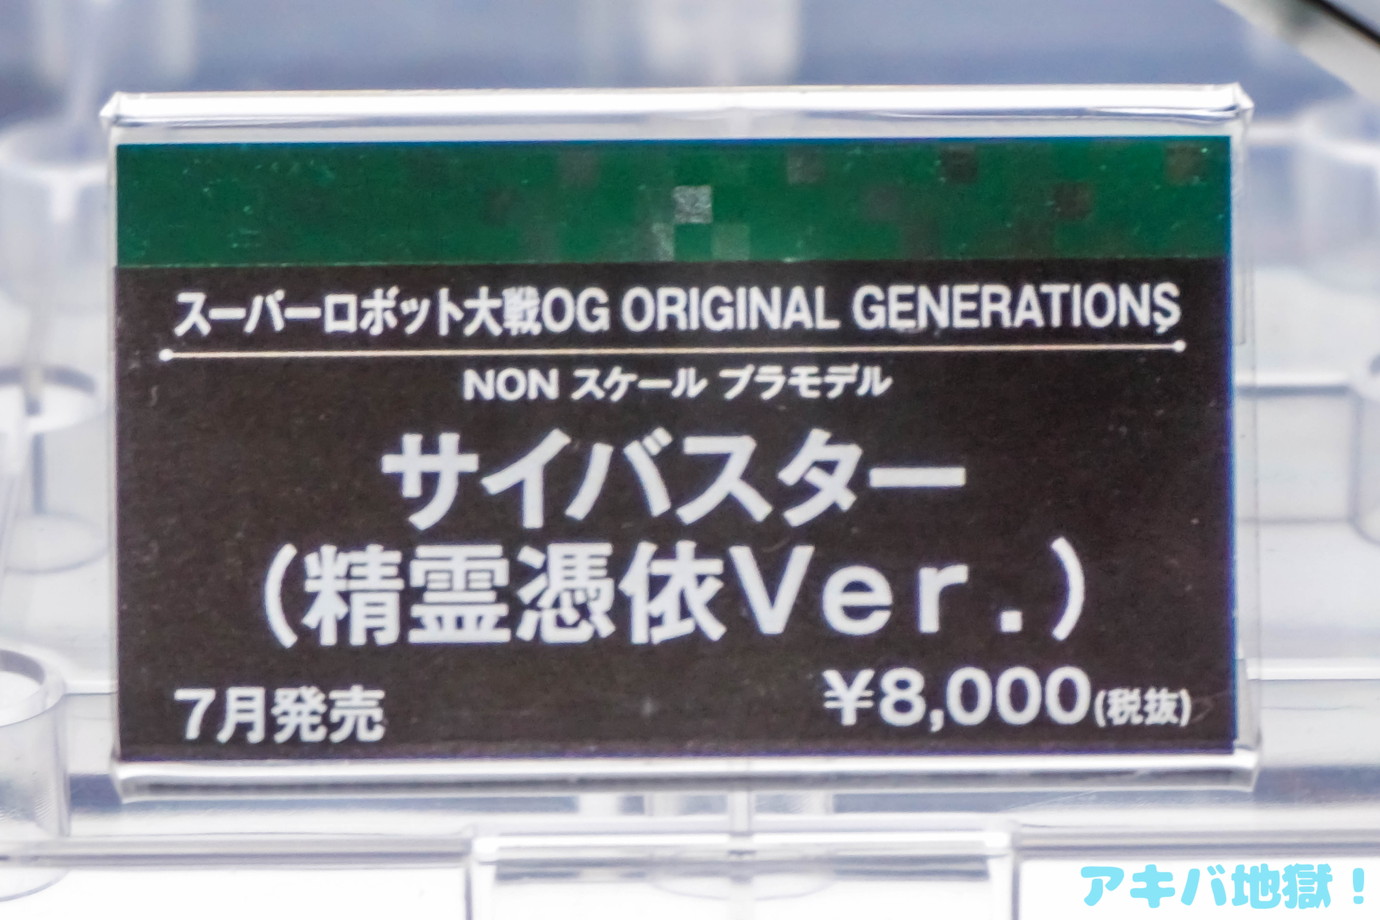 スーパーロボット大戦OG ORIGINAL GENERATIONS
NON スケール プラモデル
サイバスター
（精霊憑依Ver.）
7月発売
¥8,000(税抜)
アキバ地獄！